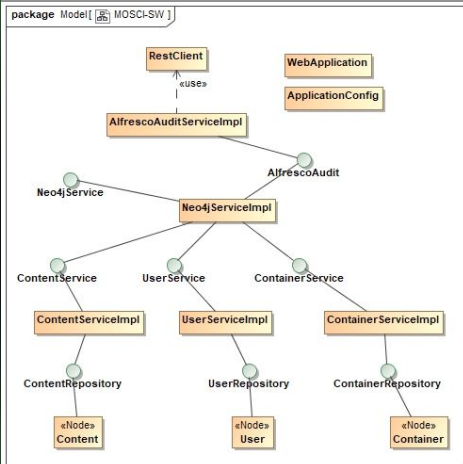 package Model [ MOSCI-SW ]
RestClient
WebApplication
«use»
ApplicationConfig
AlfrescoAuditServiceImpl
AlfrescoAudit
Neo4jService
Neo4jServiceImpl
ContentService
UserService
ContainerService
ContentServiceImpl
UserServiceImpl
ContainerServiceImpl
ContentRepository
UserRepository
ContainerRepository
«Node»
Content
«Node»
User
«Node»
Container